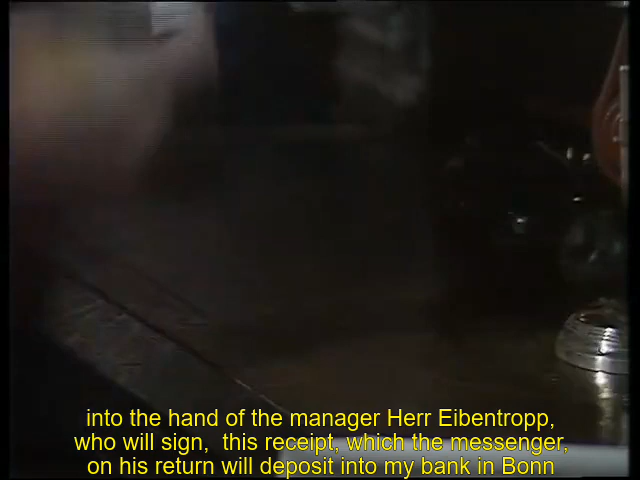 into the hand of the manager Herr Eibentropp,
who will sign,  this receipt, which the messenger,
on his return will deposit into my bank in Bonn